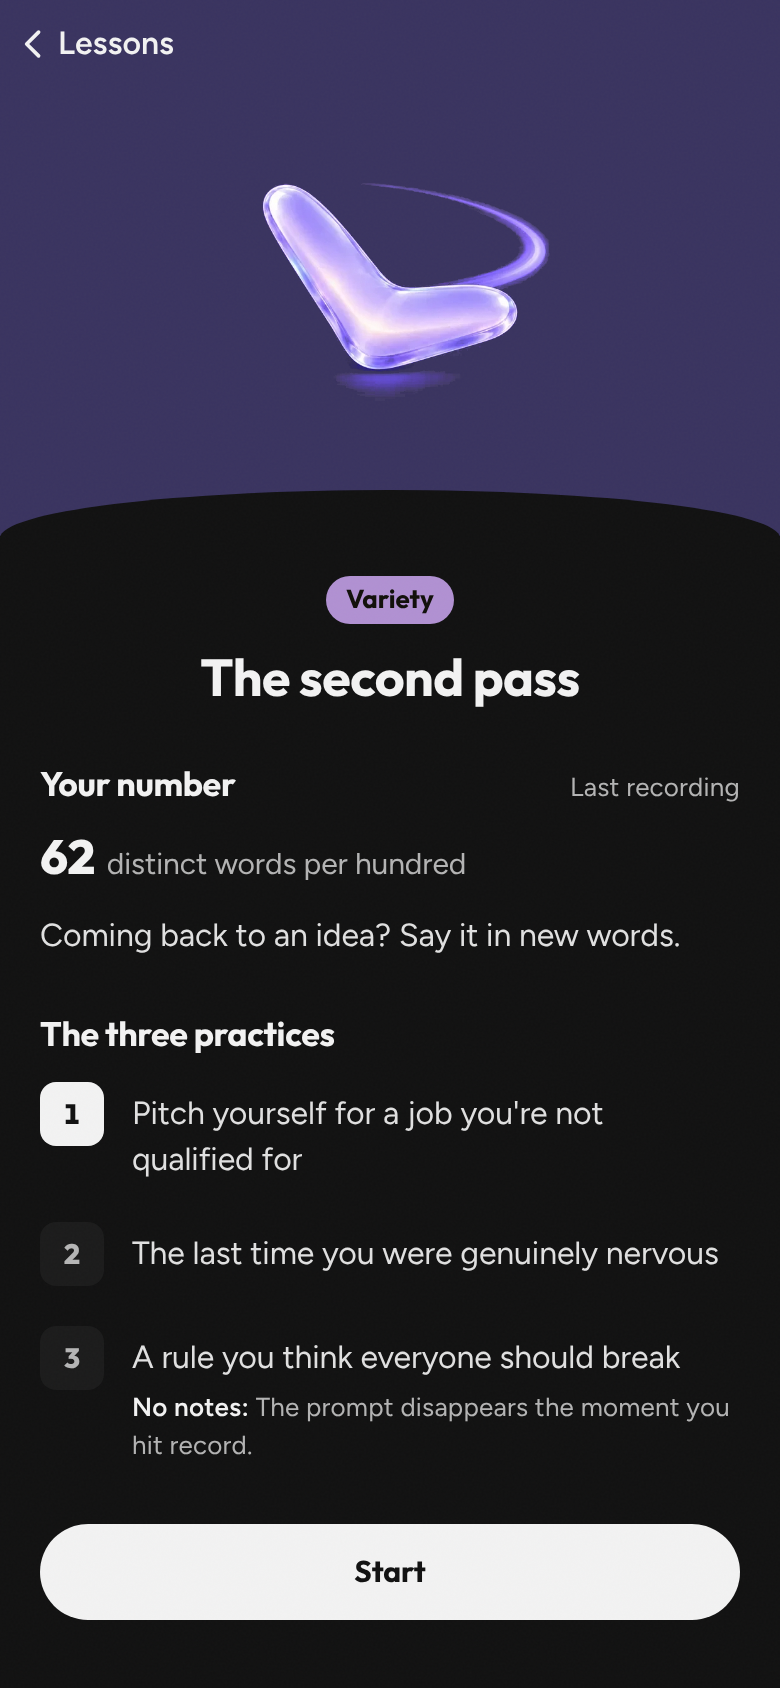 Lessons
Variety
The second pass
Your number
Last recording
62 distinct words per hundred
Coming back to an idea? Say it in new words.
The three practices
1 Pitch yourself for a job you're not
qualified for
2 The last time you were genuinely nervous
3 A rule you think everyone should break
No notes: The prompt disappears the moment you
hit record.
Start